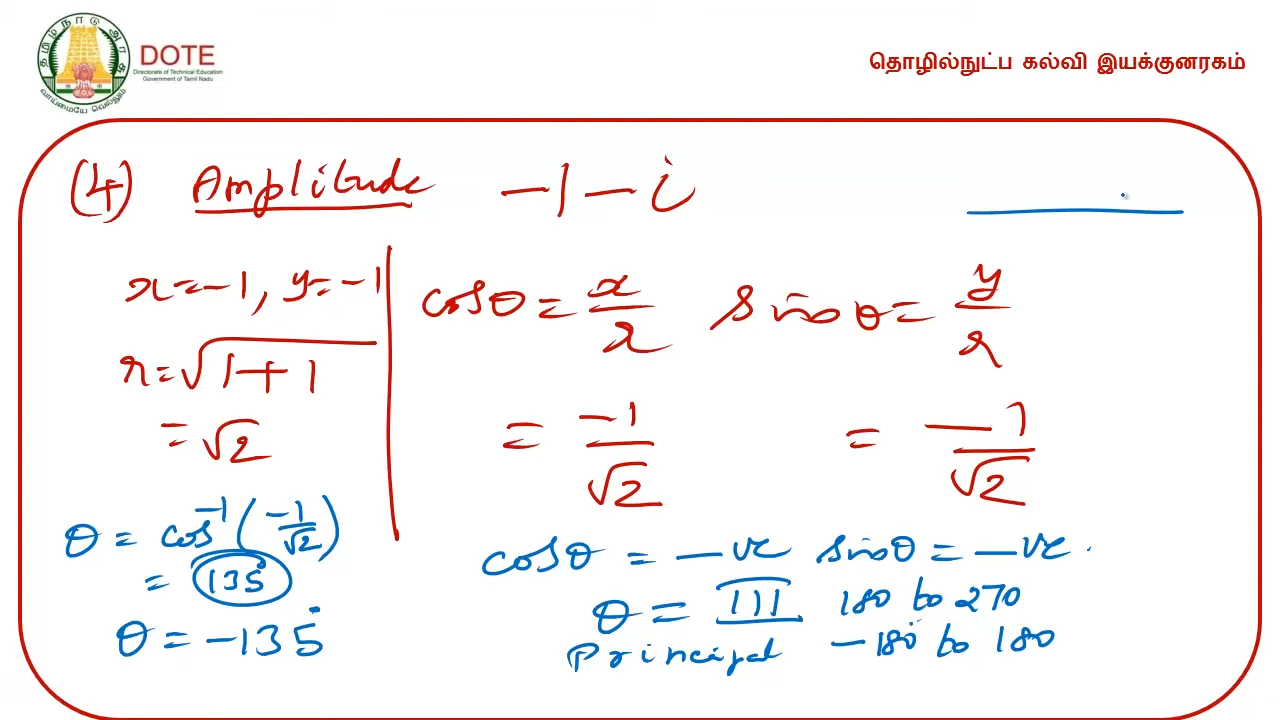 தமிழ்நாடு அரசு
வாய்மையே வெல்லும்
DOTE
Directorate of Technical Education
Government of Tamil Nadu
தொழில்நுட்ப கல்வி இயக்குனரகம்
(4) Amplitude -1-i
x=-1, y=-1
r=√1+1
=√2
θ = cos⁻¹(-1/√2)
= 135°
θ = -135°
cosθ = x/r sinθ = y/r
= -1/√2 = -1/√2
cosθ = -ve sinθ = -ve.
θ = III 180 to 270
Principal -180° to 180